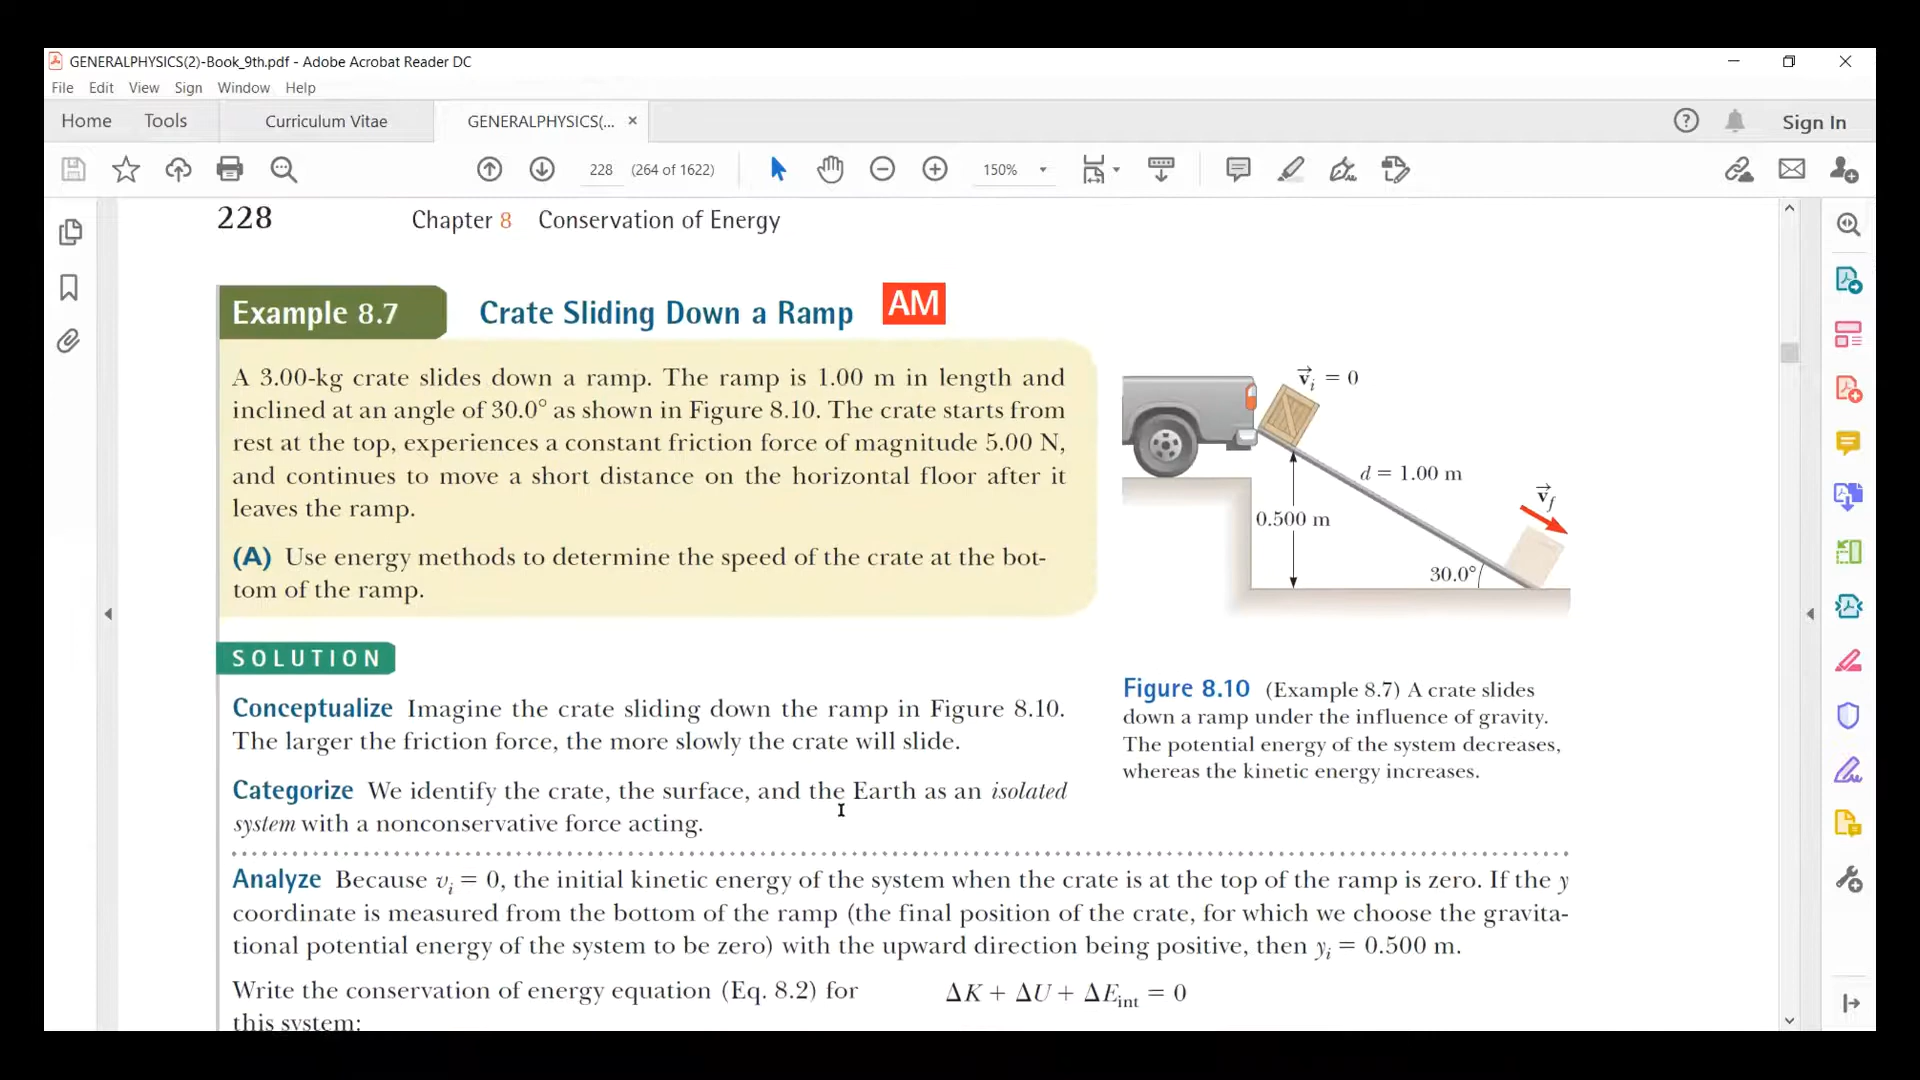 GENERALPHYSICS(2)-Book_9th.pdf - Adobe Acrobat Reader DC
File Edit View Sign Window Help
Home Tools Curriculum Vitae GENERALPHYSICS(... × Sign In
228 (264 of 1622) 150%
228 Chapter 8 Conservation of Energy
Example 8.7 Crate Sliding Down a Ramp AM
A 3.00-kg crate slides down a ramp. The ramp is 1.00 m in length and
inclined at an angle of 30.0° as shown in Figure 8.10. The crate starts from
rest at the top, experiences a constant friction force of magnitude 5.00 N,
and continues to move a short distance on the horizontal floor after it
leaves the ramp.
(A) Use energy methods to determine the speed of the crate at the bot-
tom of the ramp.
v⃗i = 0
d = 1.00 m
v⃗f
0.500 m
30.0°
SOLUTION
Conceptualize Imagine the crate sliding down the ramp in Figure 8.10.
The larger the friction force, the more slowly the crate will slide.
Categorize We identify the crate, the surface, and the Earth as an isolated
system with a nonconservative force acting.
Figure 8.10 (Example 8.7) A crate slides
down a ramp under the influence of gravity.
The potential energy of the system decreases,
whereas the kinetic energy increases.
Analyze Because vi = 0, the initial kinetic energy of the system when the crate is at the top of the ramp is zero. If the y
coordinate is measured from the bottom of the ramp (the final position of the crate, for which we choose the gravita-
tional potential energy of the system to be zero) with the upward direction being positive, then yi = 0.500 m.
Write the conservation of energy equation (Eq. 8.2) for
this system:
ΔK + ΔU + ΔEint = 0